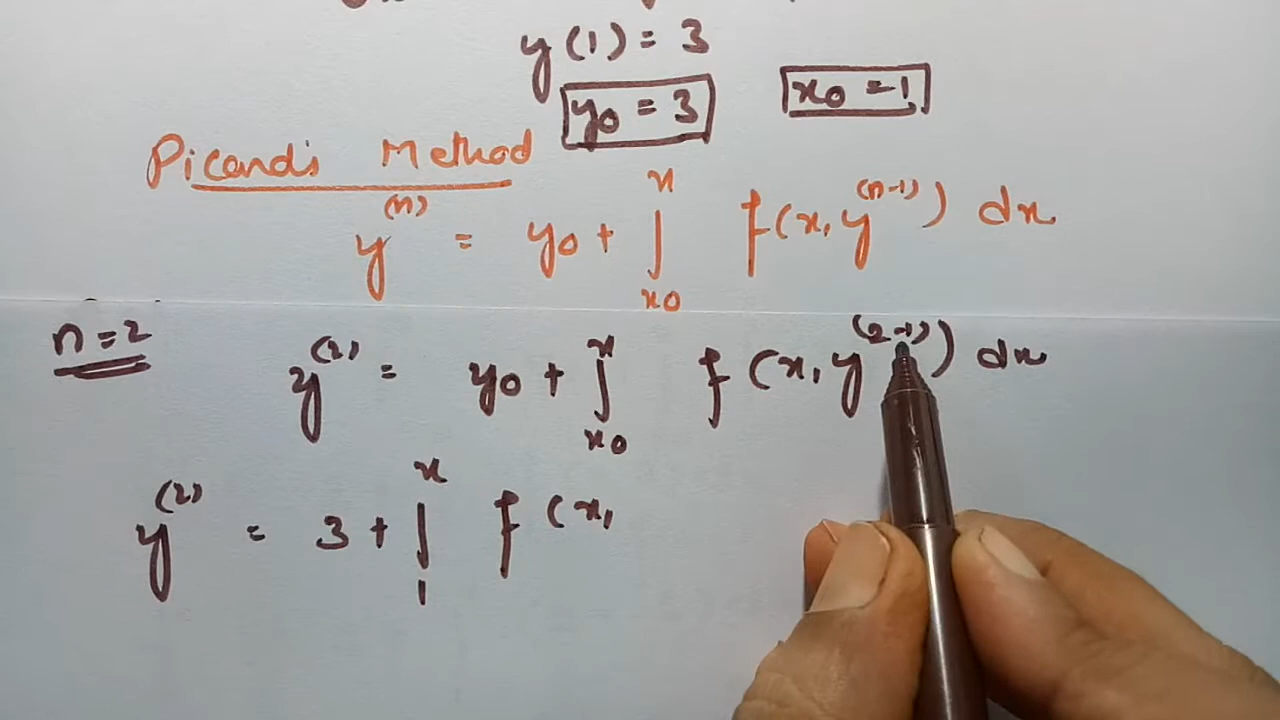 y(1) = 3
y0 = 3 x0 = 1
Picard's Method
y^(n) = y0 + ∫_{x0}^{x} f(x, y^(n-1)) dx
n = 2 y^(2) = y0 + ∫_{x0}^{x} f(x, y^(2-1)) dx
y^(2) = 3 + ∫_{1}^{x} f(x,